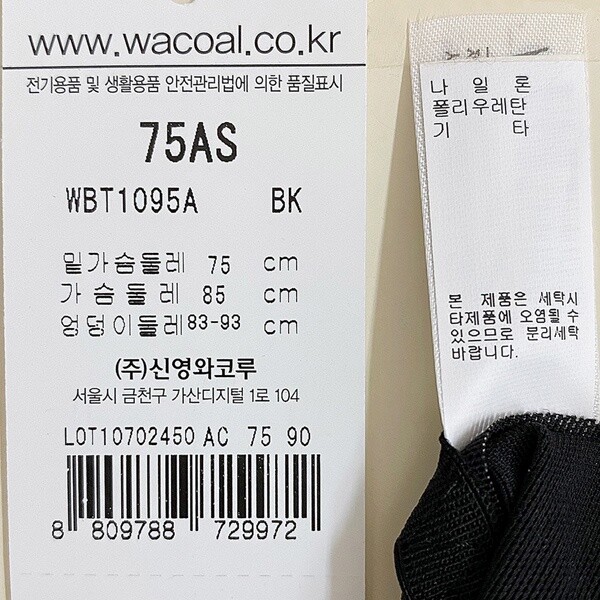 www.wacoal.co.kr
전기용품 및 생활용품 안전관리법에 의한 품질표시
75AS
WBT1095A BK
밑가슴둘레 75 cm
가슴둘레 85 cm
엉덩이둘레 83-93 cm
(주)신영와코루
서울시 금천구 가산디지털 1로 104
LOT10702450 AC 75 90
8 809788 729972
나 일 론
폴리우레탄
기 타
본 제품은 세탁시
타제품에 오염될 수
있으므로 분리세탁
바랍니다.